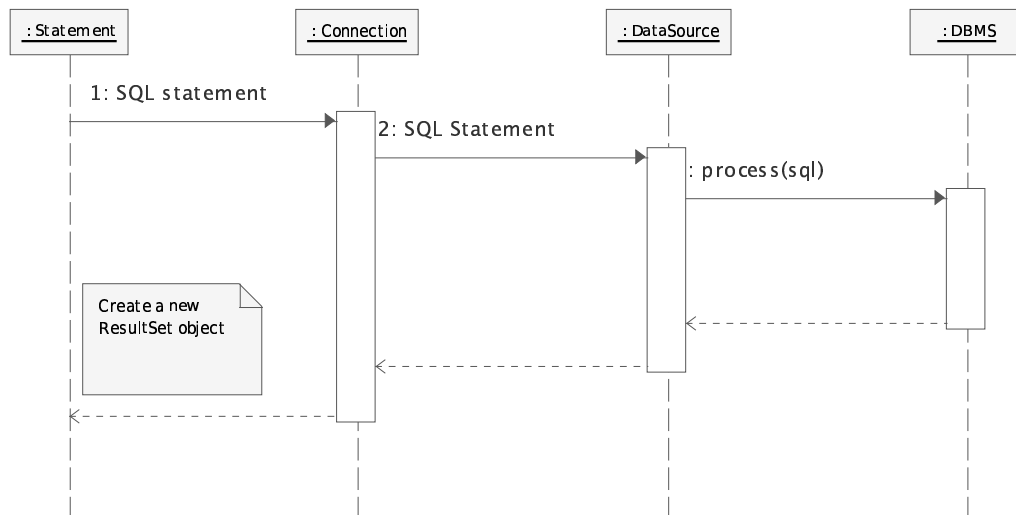 : Statement
: Connection
: DataSource
: DBMS
1: SQL statement
2: SQL Statement
: process(sql)
Create a new
ResultSet object